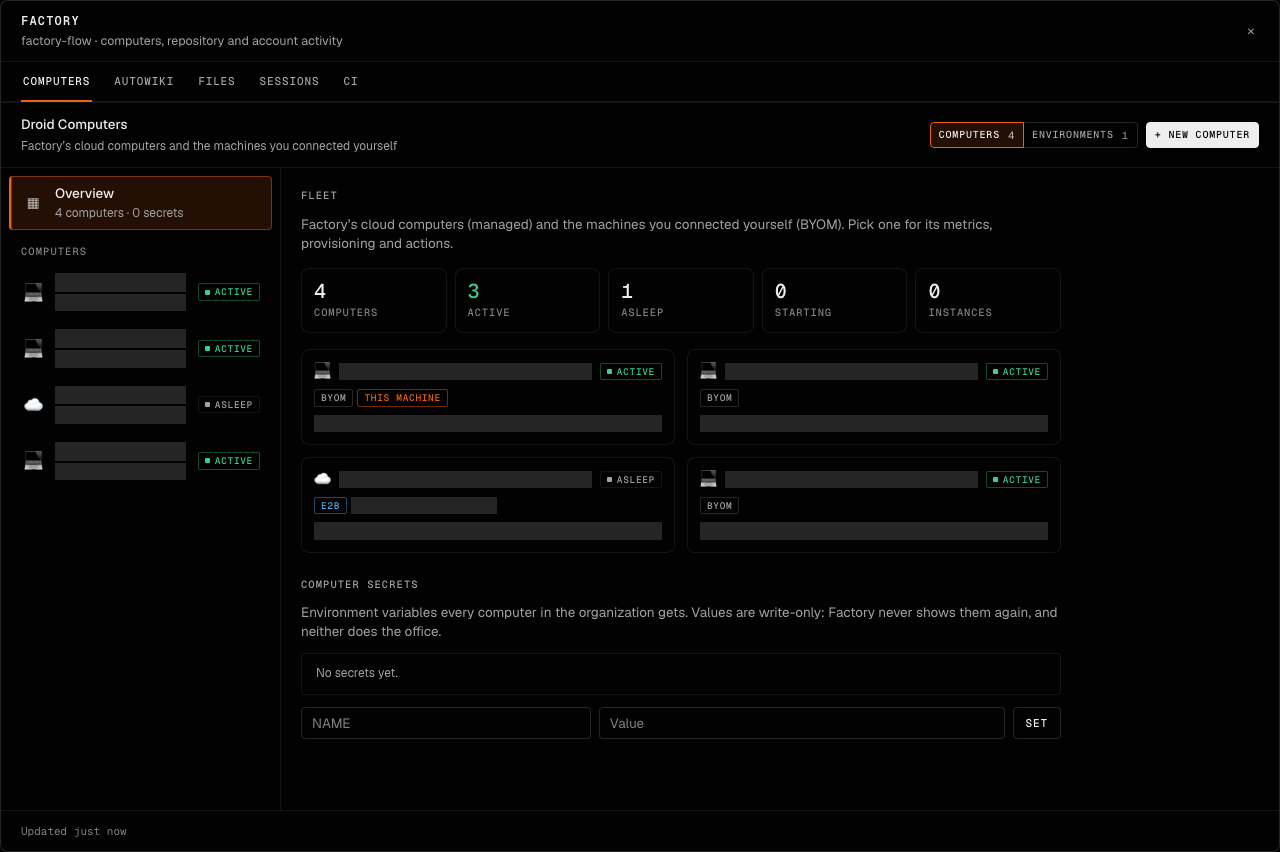 FACTORY
factory-flow · computers, repository and account activity
×
COMPUTERS AUTOWIKI FILES SESSIONS CI
Droid Computers
Factory's cloud computers and the machines you connected yourself
COMPUTERS 4 ENVIRONMENTS 1 + NEW COMPUTER
Overview
4 computers · 0 secrets
COMPUTERS
ACTIVE
ACTIVE
ASLEEP
ACTIVE
FLEET
Factory's cloud computers (managed) and the machines you connected yourself (BYOM). Pick one for its metrics,
provisioning and actions.
4
COMPUTERS
3
ACTIVE
1
ASLEEP
0
STARTING
0
INSTANCES
ACTIVE
BYOM THIS MACHINE
ACTIVE
BYOM
ASLEEP
E2B
ACTIVE
BYOM
COMPUTER SECRETS
Environment variables every computer in the organization gets. Values are write-only: Factory never shows them again, and
neither does the office.
No secrets yet.
NAME Value SET
Updated just now